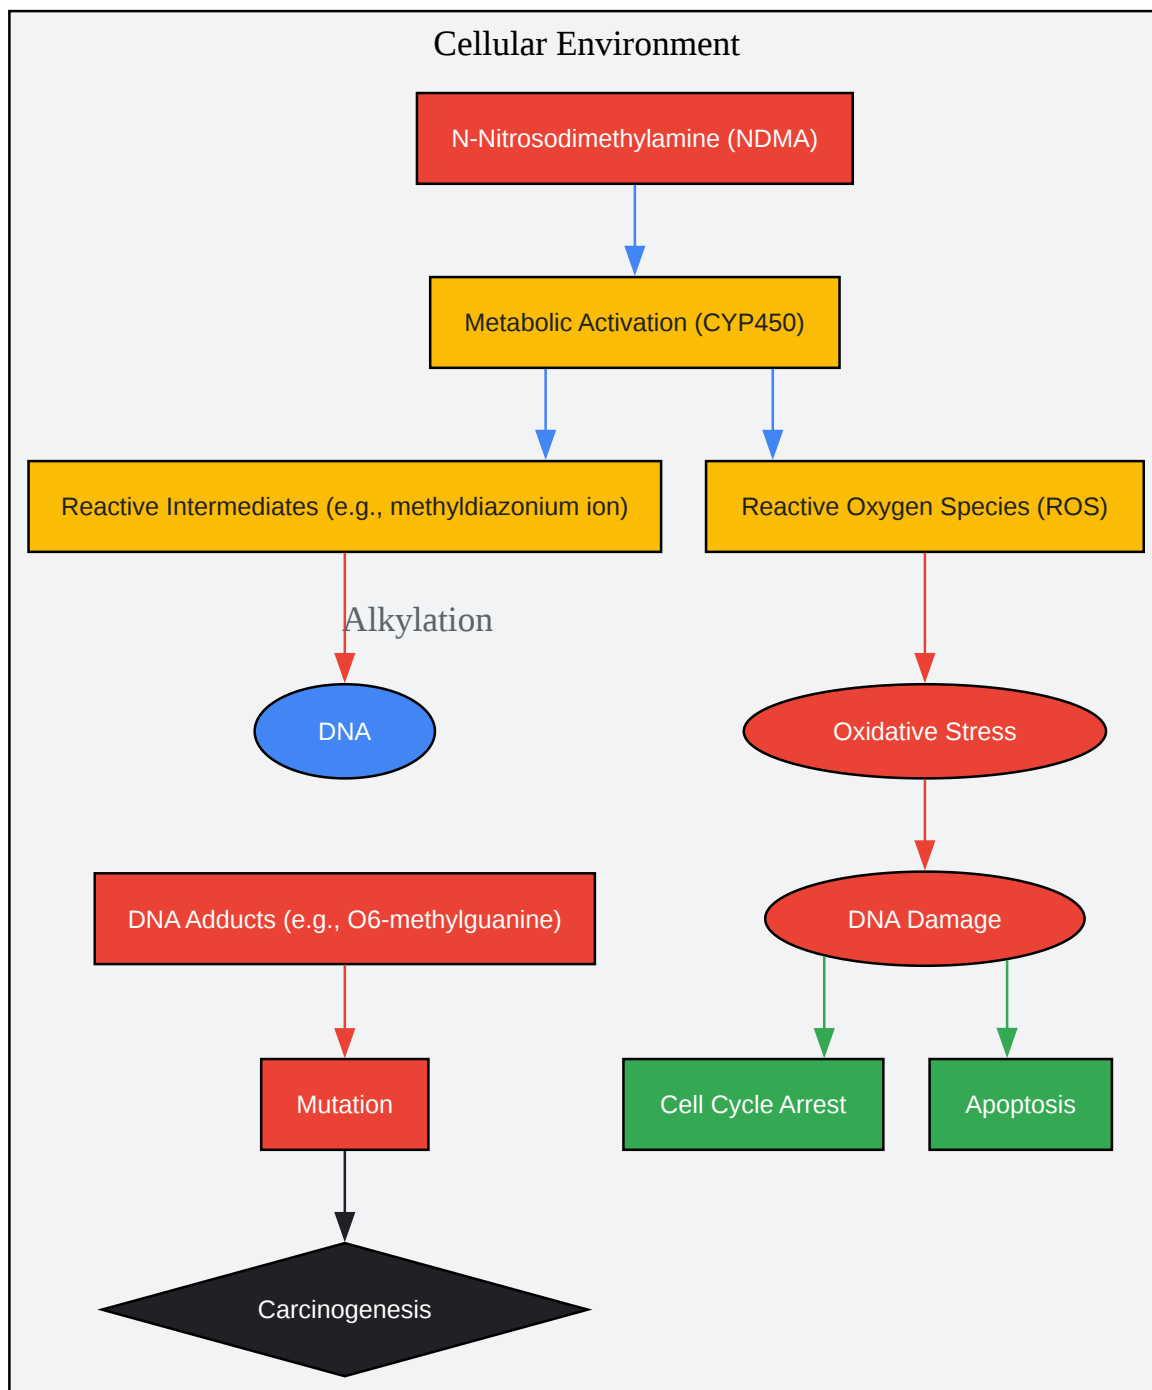 Cellular Environment
N-Nitrosodimethylamine (NDMA)
Metabolic Activation (CYP450)
Reactive Intermediates (e.g., methyldiazonium ion)
Reactive Oxygen Species (ROS)
Alkylation
DNA
Oxidative Stress
DNA Adducts (e.g., O6-methylguanine)
DNA Damage
Mutation
Cell Cycle Arrest
Apoptosis
Carcinogenesis